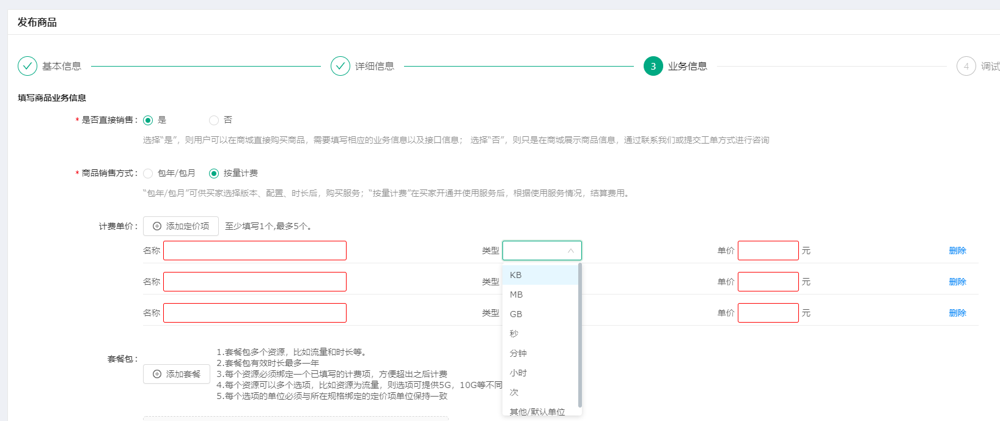 发布商品
基本信息
详细信息
3 业务信息
4 调试
填写商品业务信息
* 是否直接销售： 是 否
选择“是”，则用户可以在商城直接购买商品，需要填写相应的业务信息以及接口信息； 选择“否”，则只是在商城展示商品信息，通过联系我们或提交工单方式进行咨询
* 商品销售方式： 包年/包月 按量计费
“包年/包月”可供买家选择版本、配置、时长后，购买服务；“按量计费”在买家开通并使用服务后，根据使用服务情况，结算费用。
计费单价： 添加定价项 至少填写1个,最多5个。
名称 类型 单价 元 删除
KB
名称 类型 单价 元 删除
MB
名称 类型 单价 元 删除
GB
秒
分钟
小时
次
其他/默认单位
套餐包：
添加套餐
1.套餐包多个资源，比如流量和时长等。
2.套餐包有效时长最多一年
3.每个资源必须绑定一个已填写的计费项，方便超出之后计费
4.每个资源可以多个选项，比如资源为流量，则选项可提供5G，10G等不同
5.每个选项的单位必须与所在规格绑定的定价项单位保持一致